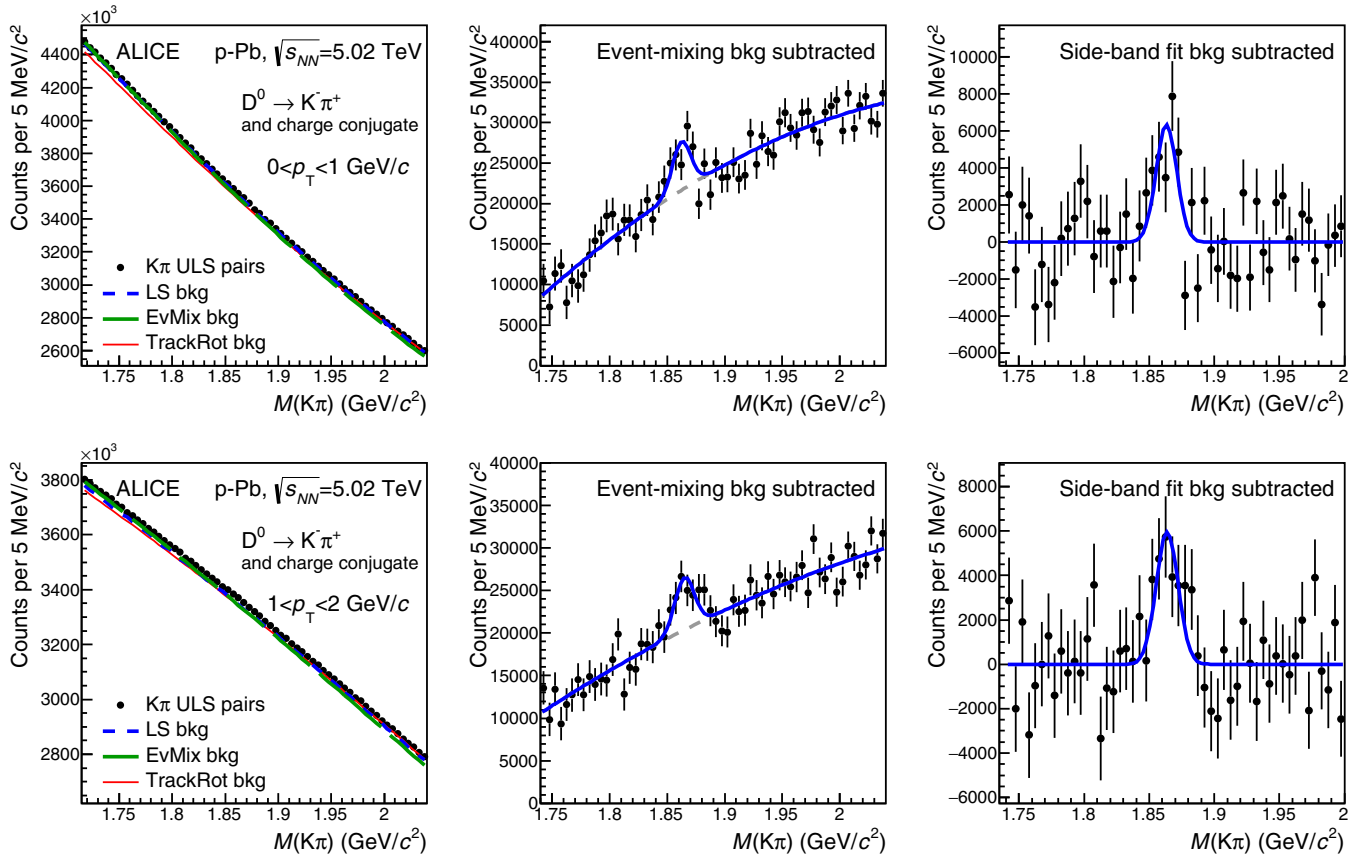 ×10³
Counts per 5 MeV/c²
4400
4200
4000
3800
3600
3400
3200
3000
2800
2600
ALICE
p-Pb, √s_NN=5.02 TeV
D⁰ → K⁻π⁺
and charge conjugate
0<p_T<1 GeV/c
Kπ ULS pairs
LS bkg
EvMix bkg
TrackRot bkg
1.75 1.8 1.85 1.9 1.95 2
M(Kπ) (GeV/c²)
Counts per 5 MeV/c²
40000
35000
30000
25000
20000
15000
10000
5000
0
Event-mixing bkg subtracted
1.75 1.8 1.85 1.9 1.95 2
M(Kπ) (GeV/c²)
Counts per 5 MeV/c²
10000
8000
6000
4000
2000
0
−2000
−4000
−6000
Side-band fit bkg subtracted
1.75 1.8 1.85 1.9 1.95 2
M(Kπ) (GeV/c²)
×10³
Counts per 5 MeV/c²
3800
3600
3400
3200
3000
2800
ALICE
p-Pb, √s_NN=5.02 TeV
D⁰ → K⁻π⁺
and charge conjugate
1<p_T<2 GeV/c
Kπ ULS pairs
LS bkg
EvMix bkg
TrackRot bkg
1.75 1.8 1.85 1.9 1.95 2
M(Kπ) (GeV/c²)
Counts per 5 MeV/c²
40000
35000
30000
25000
20000
15000
10000
5000
0
Event-mixing bkg subtracted
1.75 1.8 1.85 1.9 1.95 2
M(Kπ) (GeV/c²)
Counts per 5 MeV/c²
8000
6000
4000
2000
0
−2000
−4000
−6000
Side-band fit bkg subtracted
1.75 1.8 1.85 1.9 1.95 2
M(Kπ) (GeV/c²)